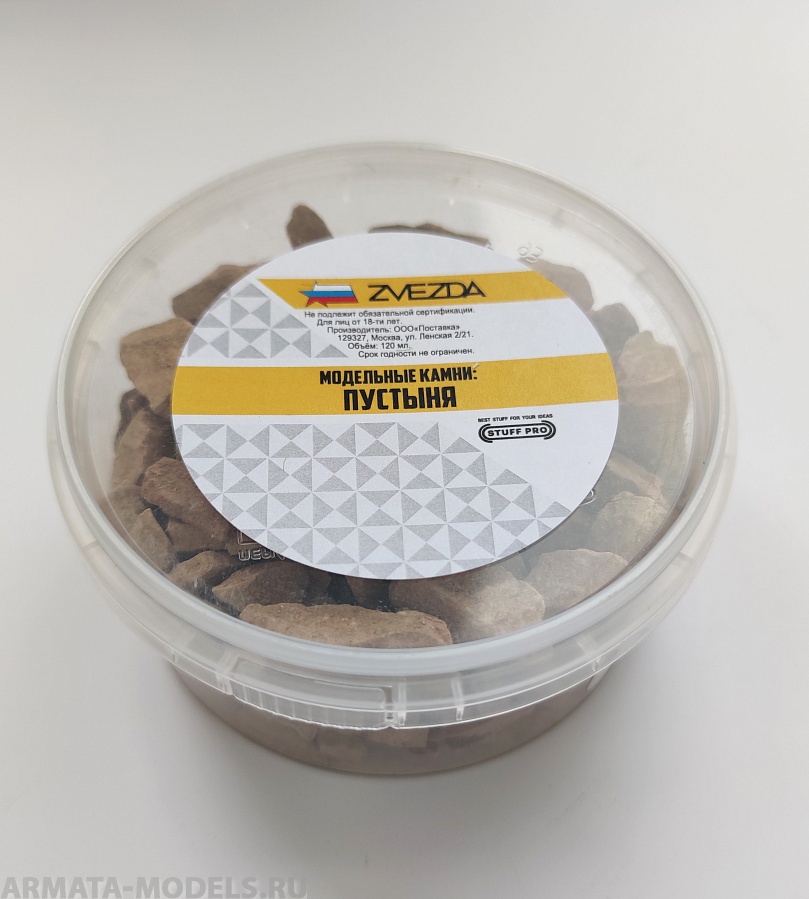 ZVEZDA
Не подлежит обязательной сертификации.
Для лиц от 18-ти лет.
Производитель: ООО«Поставка»
129327, Москва, ул. Ленская 2/21.
Объём: 120 мл.
Срок годности не ограничен.
МОДЕЛЬНЫЕ КАМНИ:
ПУСТЫНЯ
BEST STUFF FOR YOUR IDEAS
STUFF PRO
ARMATA-MODELS.RU